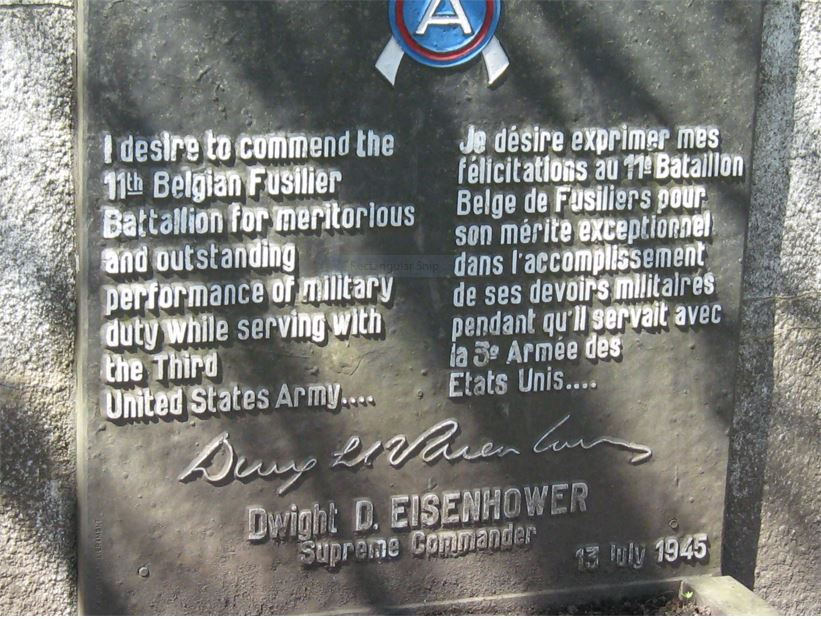 A
I desire to commend the
11th Belgian Fusilier
Battallion for meritorious
and outstanding
performance of military
duty while serving with
the Third
United States Army....
Je désire exprimer mes
félicitations au 11e Bataillon
Belge de Fusiliers pour
son mérite exceptionnel
dans l'accomplissement
de ses devoirs militaires
pendant qu'il servait avec
la 3e Armée des
Etats Unis....
Rectangular Snip
Dwight D. EISENHOWER
Supreme Commander
13 July 1945